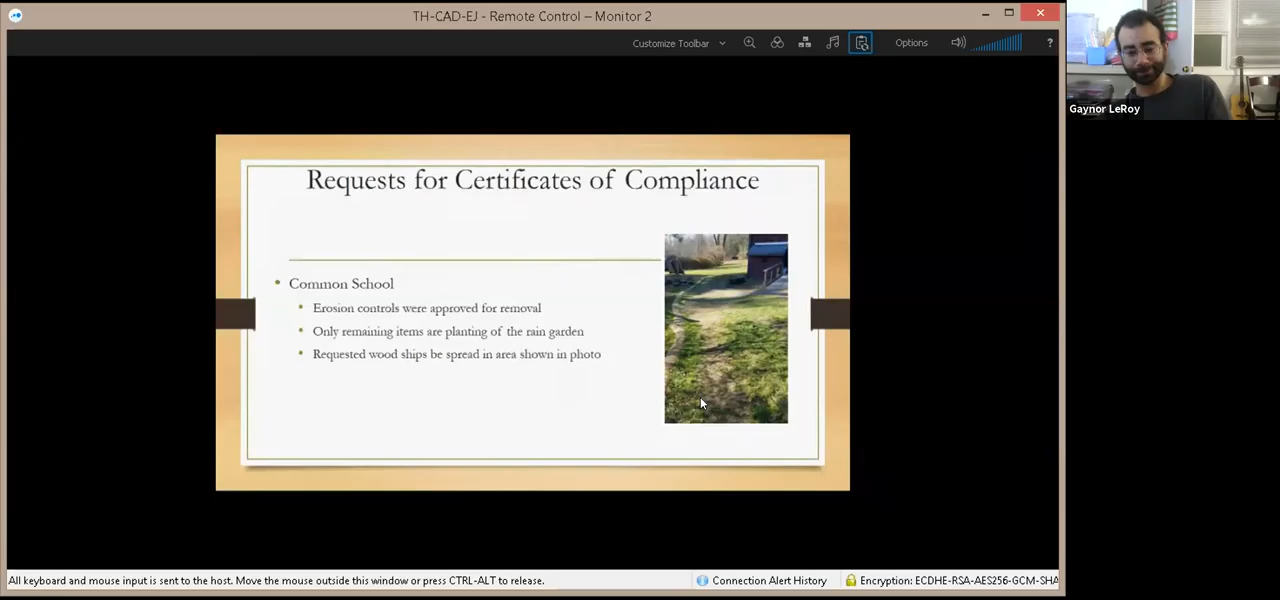 TH-CAD-EJ - Remote Control – Monitor 2
Customize Toolbar
Options
?
Gaynor LeRoy
Requests for Certificates of Compliance
• Common School
• Erosion controls were approved for removal
• Only remaining items are planting of the rain garden
• Requested wood ships be spread in area shown in photo
All keyboard and mouse input is sent to the host. Move the mouse outside this window or press CTRL-ALT to release.
Connection Alert History
Encryption: ECDHE-RSA-AES256-GCM-SHA